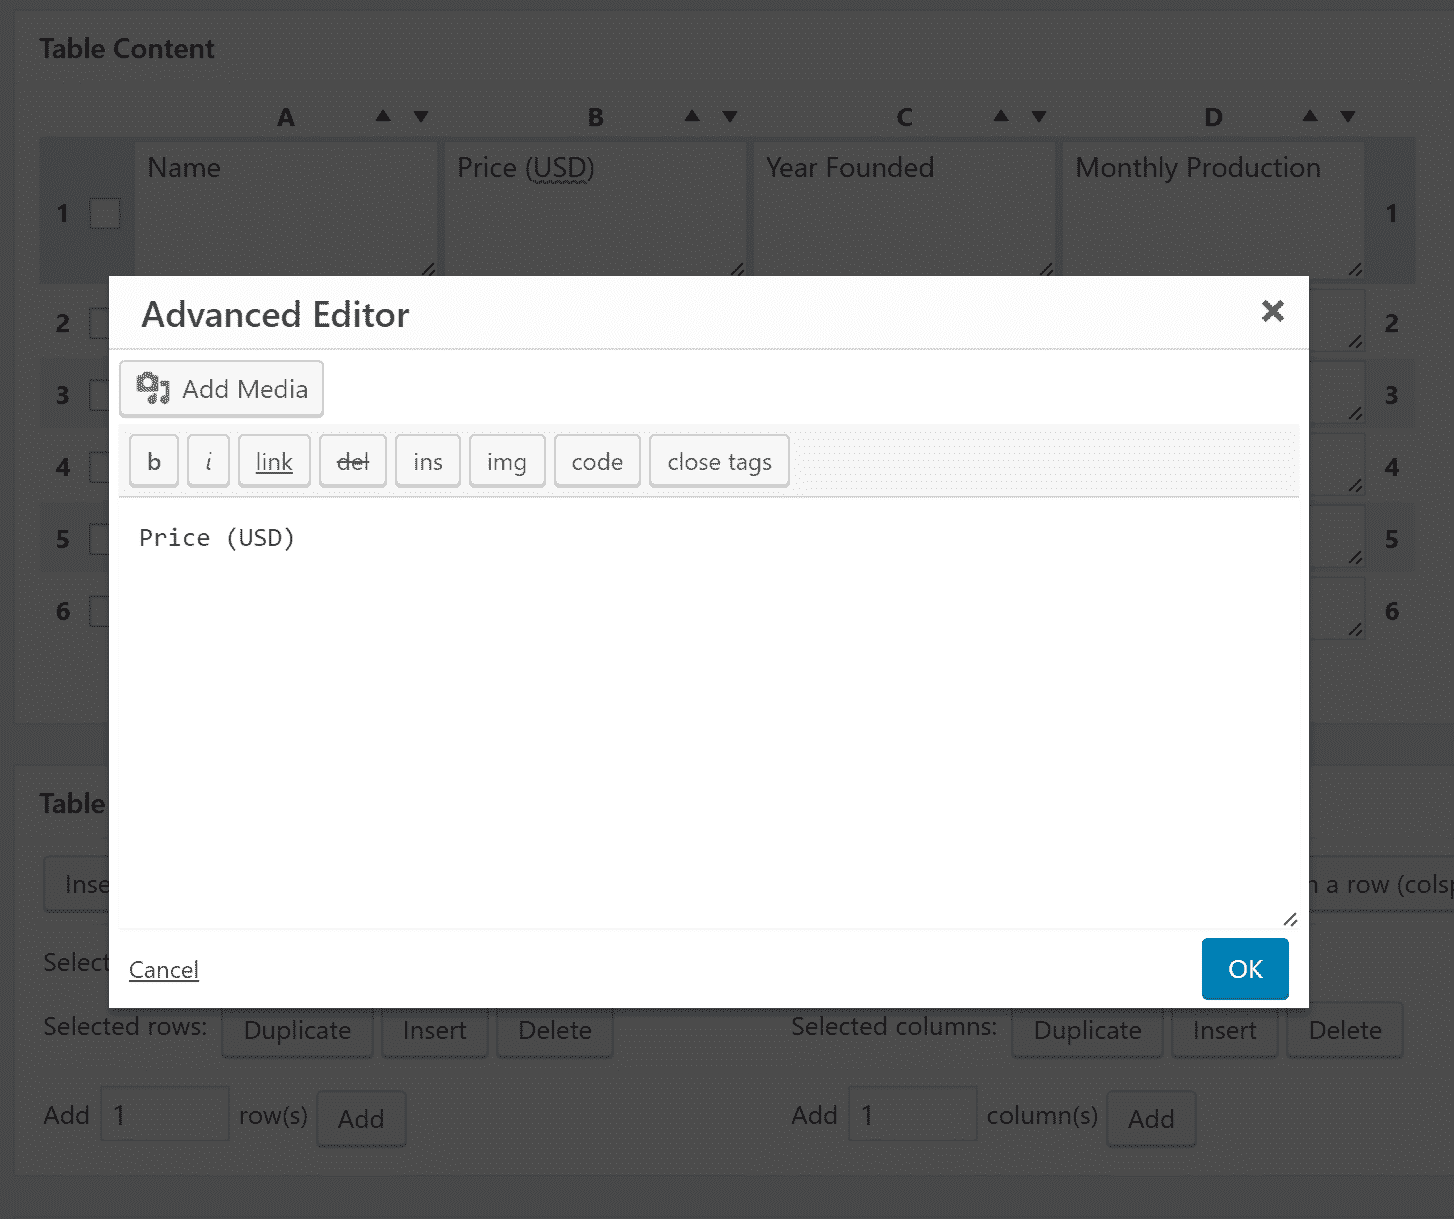 Table Content
A B C D
Name Price (USD) Year Founded Monthly Production
1 1
Advanced Editor
2 2
Add Media
3 3
b i link del ins img code close tags
4 4
Price (USD)
5 5
6 6
Table
Inse n a row (colsp
Select
Cancel OK
Selected rows: Duplicate Insert Delete Selected columns: Duplicate Insert Delete
Add 1 row(s) Add Add 1 column(s) Add